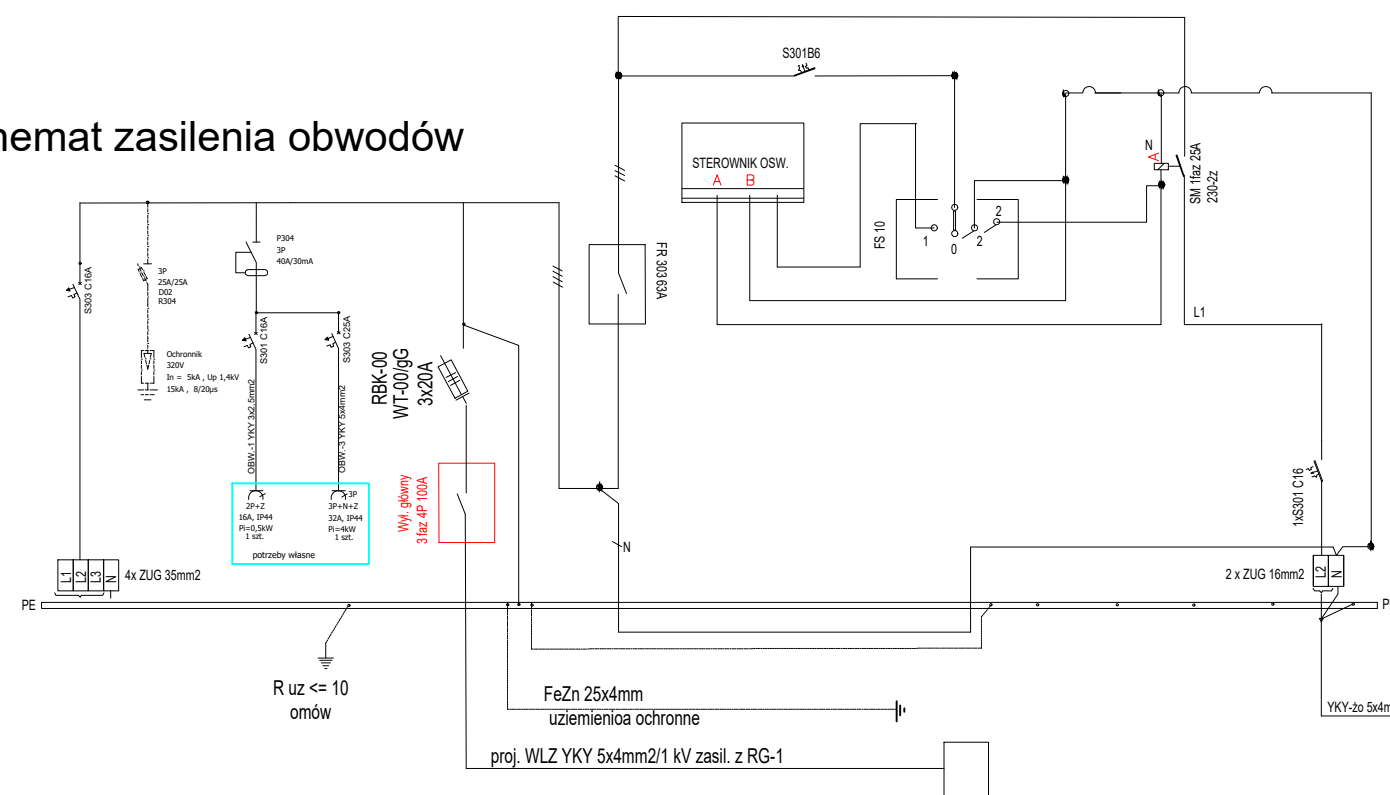 hemat zasilenia obwodów
S301B6
STEROWNIK OSW.
A B
FS 10
1
0
2
2
N
A
SM 1faz 25A
230-2z
L1
FR 303 63A
S303 C16A
3P
25A/25A
D02
R304
Ochronnik
320V
In = 5kA , Up 1,4kV
15kA , 8/20µs
P304
3P
40A/30mA
S301 C16A
S303 C25A
OBW.-1 YKY 3x2,5mm2
OBW.-3 YKY 5x4mm2
2P+Z
16A, IP44
Pi=0,5kW
1 szt.
3P
3P+N+Z
32A, IP44
Pi=4kW
1 szt.
potrzeby własne
RBK-00
WT-00/gG
3x20A
Wył. główny
3 faz 4P 100A
N
1xS301 C16
L1
L2
L3
N
4x ZUG 35mm2
2 x ZUG 16mm2
L2
N
PE
P
R uz <= 10
omów
FeZn 25x4mm
uziemienioa ochronne
proj. WLZ YKY 5x4mm2/1 kV zasil. z RG-1
YKY-żo 5x4m